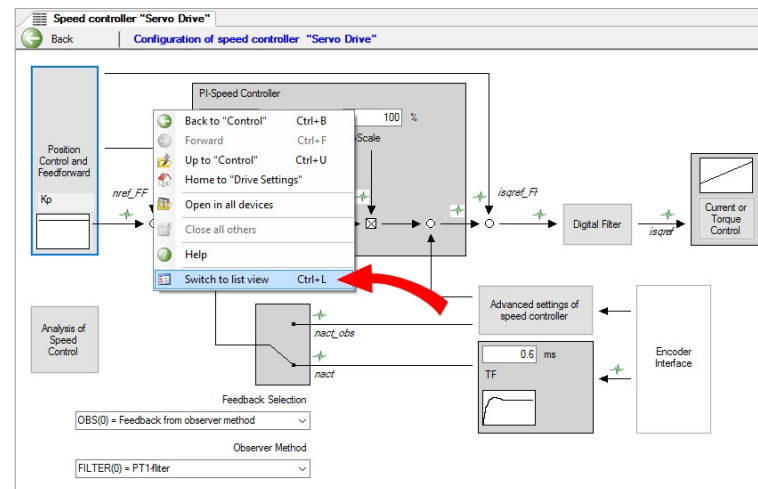 Speed controller "Servo Drive"
Back
Configuration of speed controller "Servo Drive"
PI-Speed Controller
100 %
Scale
Position
Control and
Feedforward
Kp
nref_FF
Back to "Control" Ctrl+B
Forward Ctrl+F
Up to "Control" Ctrl+U
Home to "Drive Settings"
Open in all devices
Close all others
Help
Switch to list view Ctrl+L
isqref_FF
Digital Filter
isqref
Current or
Torque
Control
Analysis of
Speed
Control
nact_obs
nact
Advanced settings of
speed controller
0.6 ms
TF
Encoder
Interface
Feedback Selection
OBS(0) = Feedback from observer method
Observer Method
FILTER(0) = PT1-filter